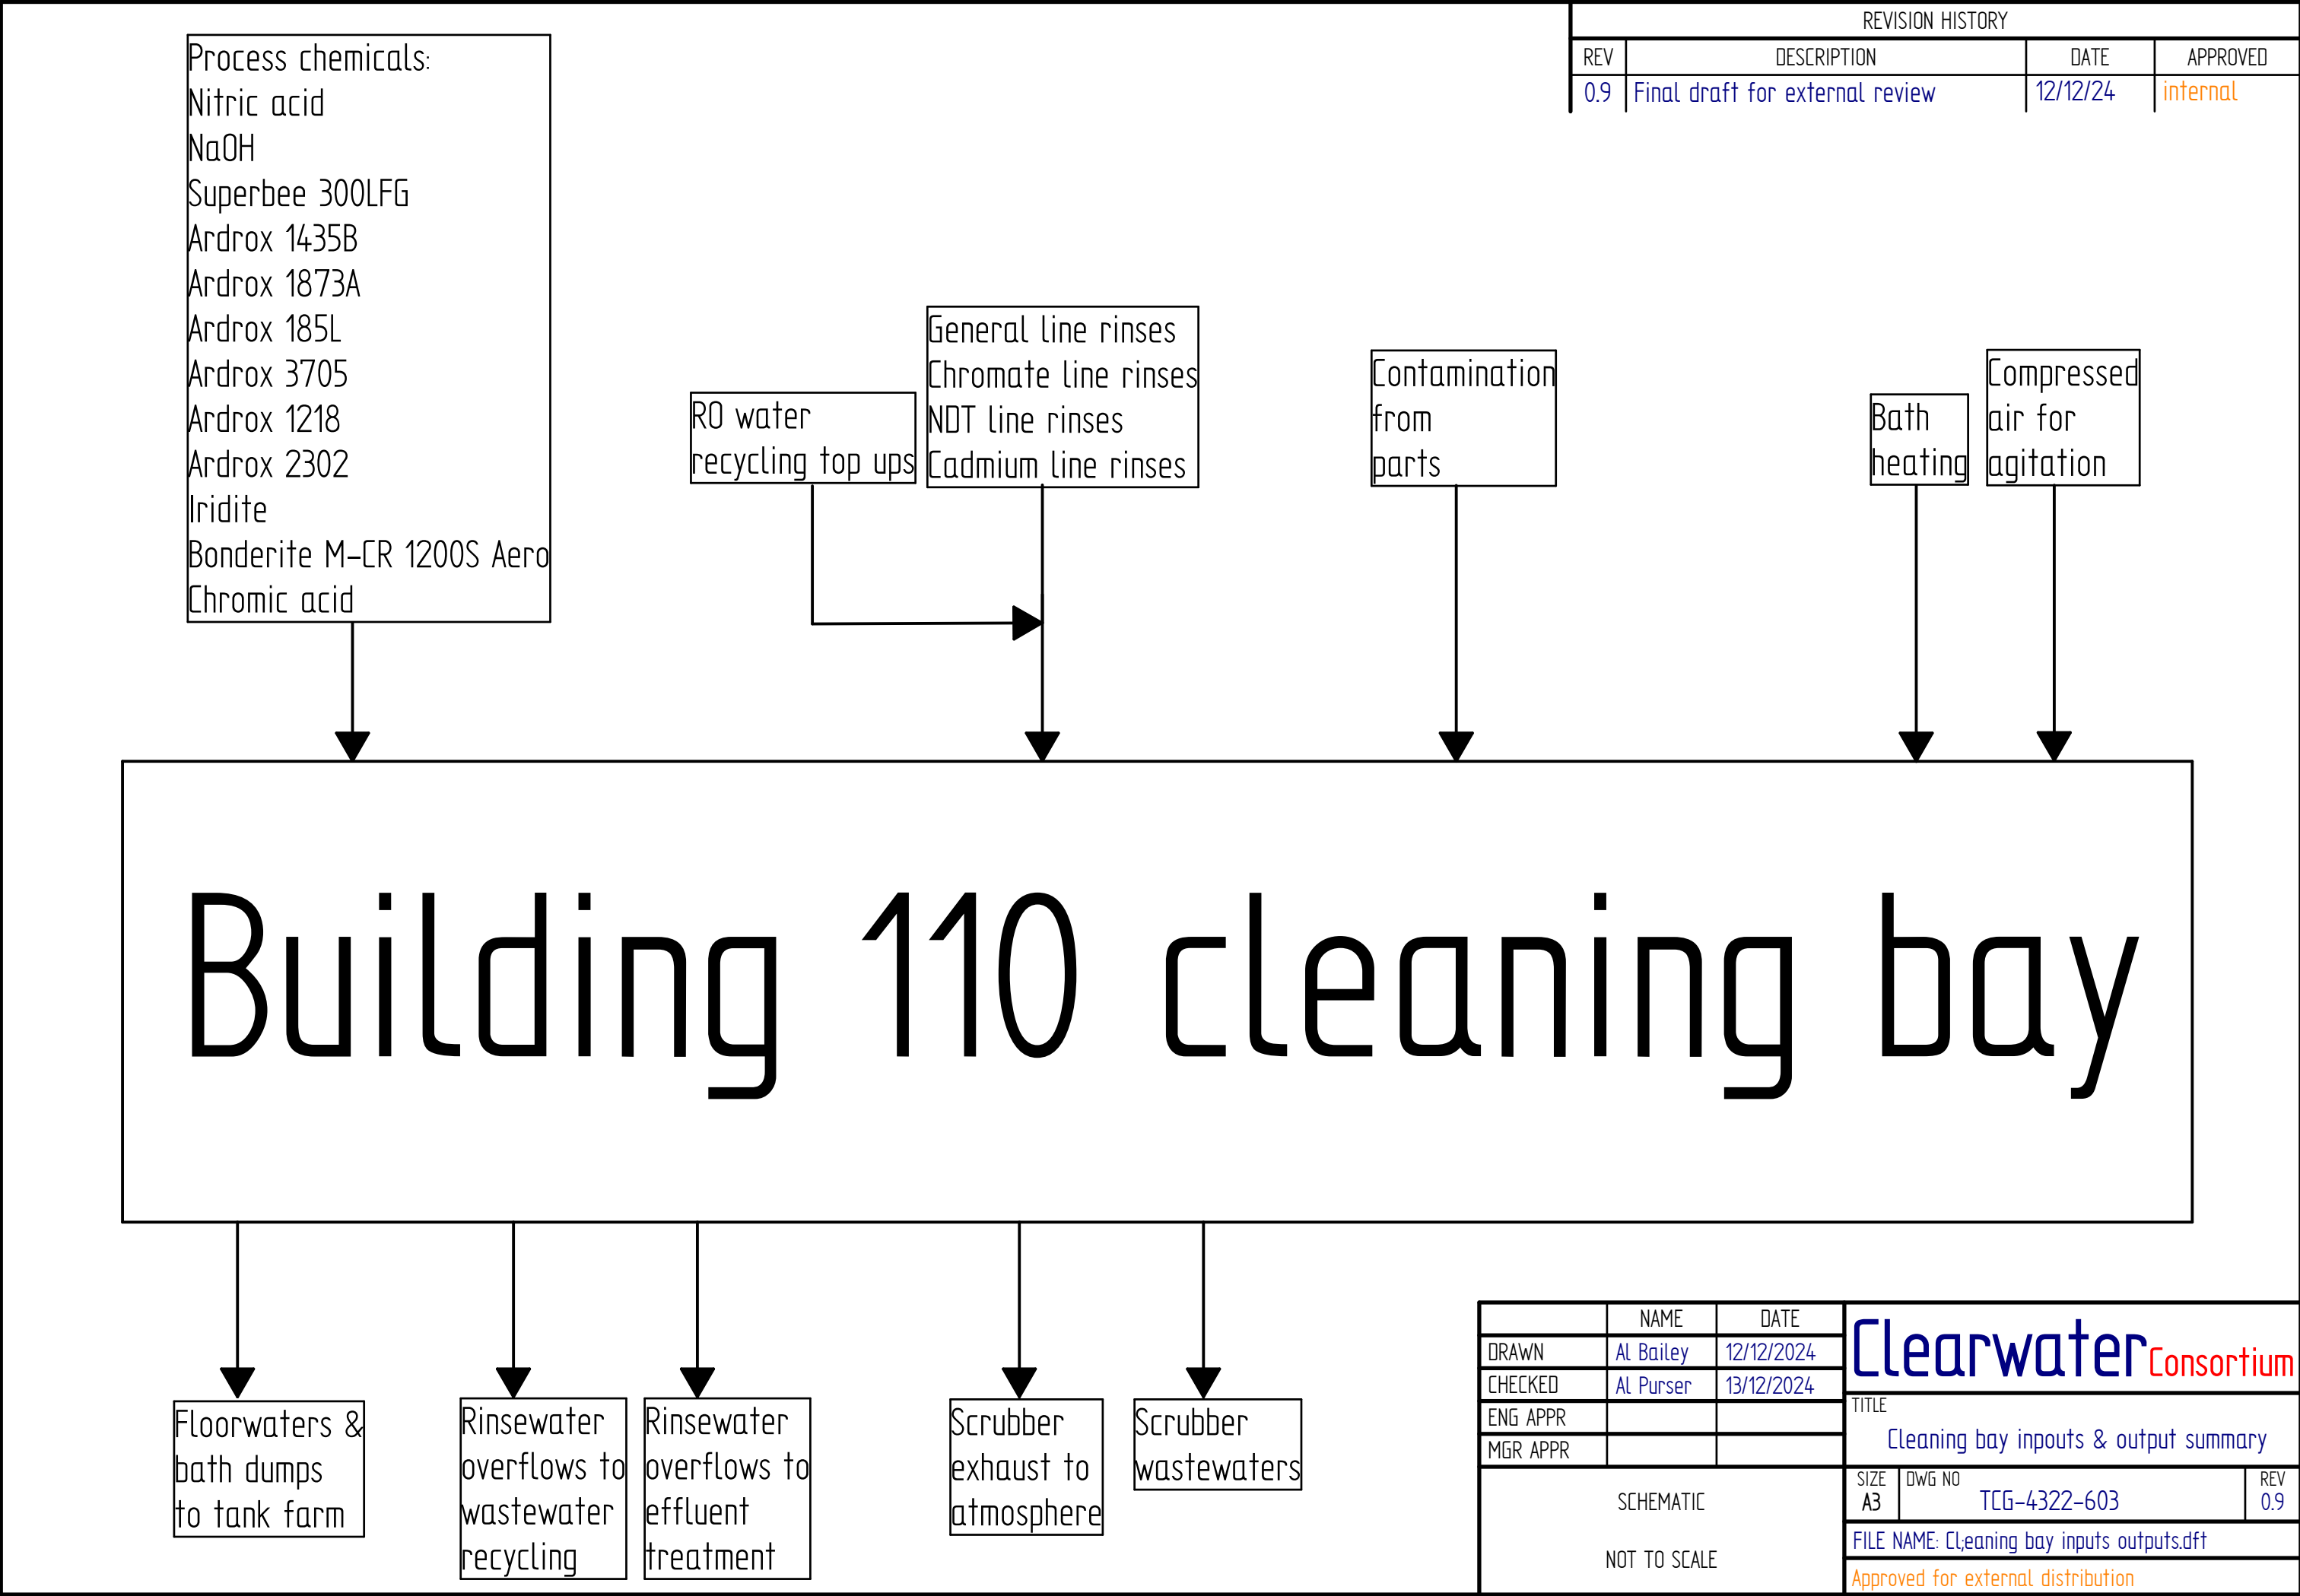 REVISION HISTORY
REV DESCRIPTION DATE APPROVED
0.9 Final draft for external review 12/12/24 internal
Process chemicals:
Nitric acid
NaOH
Superbee 300LFG
Ardrox 1435B
Ardrox 1873A
Ardrox 185L
Ardrox 3705
Ardrox 1218
Ardrox 2302
Iridite
Bonderite M-CR 1200S Aero
Chromic acid
RO water
recycling top ups
General line rinses
Chromate line rinses
NDT line rinses
Cadmium line rinses
Contamination
from
parts
Bath
heating
Compressed
air for
agitation
Building 110 cleaning bay
Floorwaters &
bath dumps
to tank farm
Rinsewater
overflows to
wastewater
recycling
Rinsewater
overflows to
effluent
treatment
Scrubber
exhaust to
atmosphere
Scrubber
wastewaters
NAME DATE
DRAWN Al Bailey 12/12/2024
CHECKED Al Purser 13/12/2024
ENG APPR
MGR APPR
SCHEMATIC
NOT TO SCALE
Clearwater Consortium
TITLE
Cleaning bay inpouts & output summary
SIZE DWG NO REV
A3 TCG-4322-603 0.9
FILE NAME: Cl;eaning bay inputs outputs.dft
Approved for external distribution